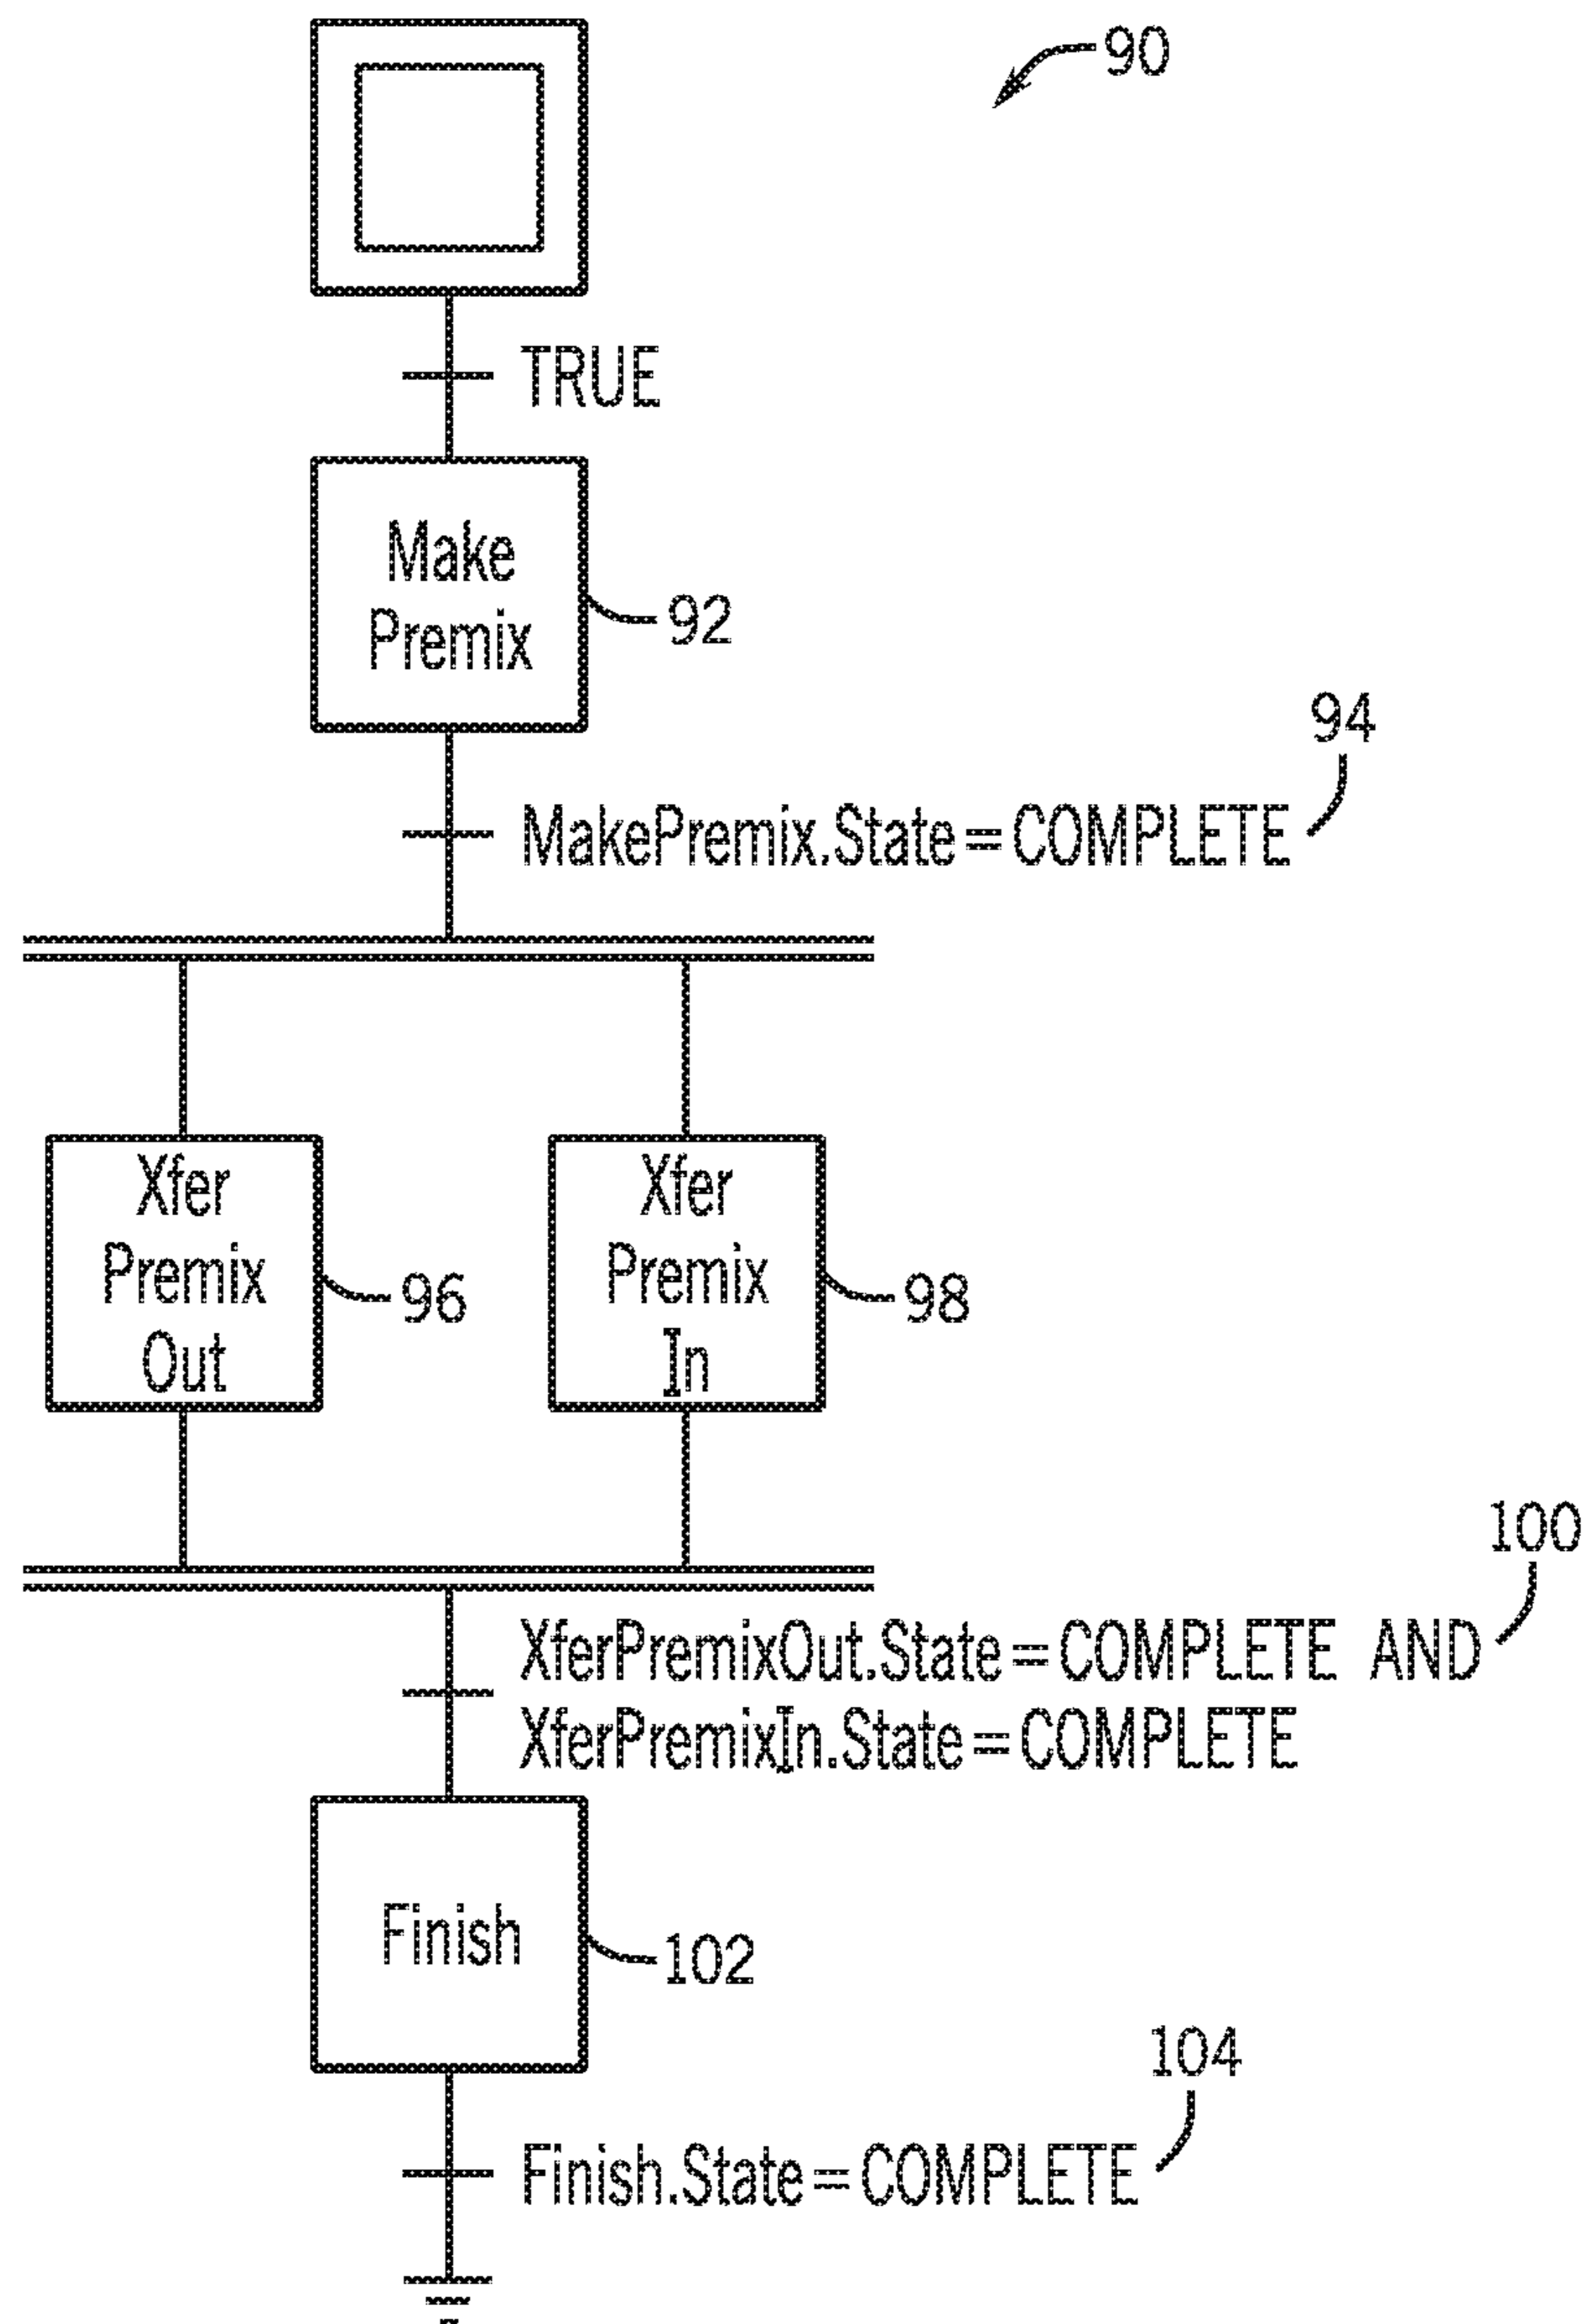 90
TRUE
Make
Premix
92
94
MakePremix.State=COMPLETE
Xfer
Premix
Out
96
Xfer
Premix
In
98
100
XferPremixOut.State=COMPLETE AND
XferPremixIn.State=COMPLETE
Finish
102
104
Finish.State=COMPLETE